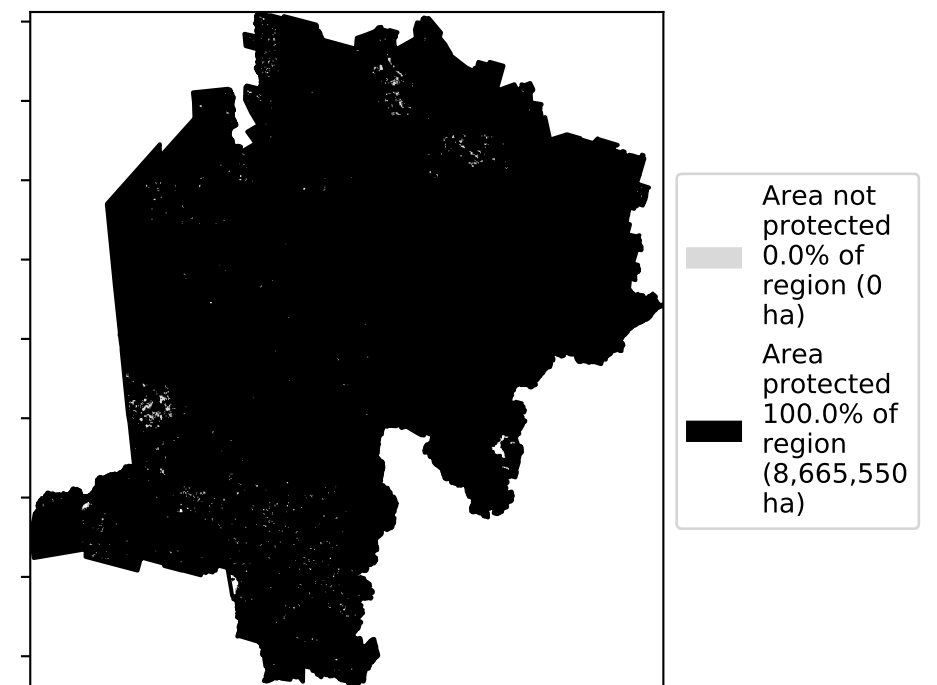 Area not
protected
0.0% of
region (0
ha)
Area
protected
100.0% of
region
(8,665,550
ha)